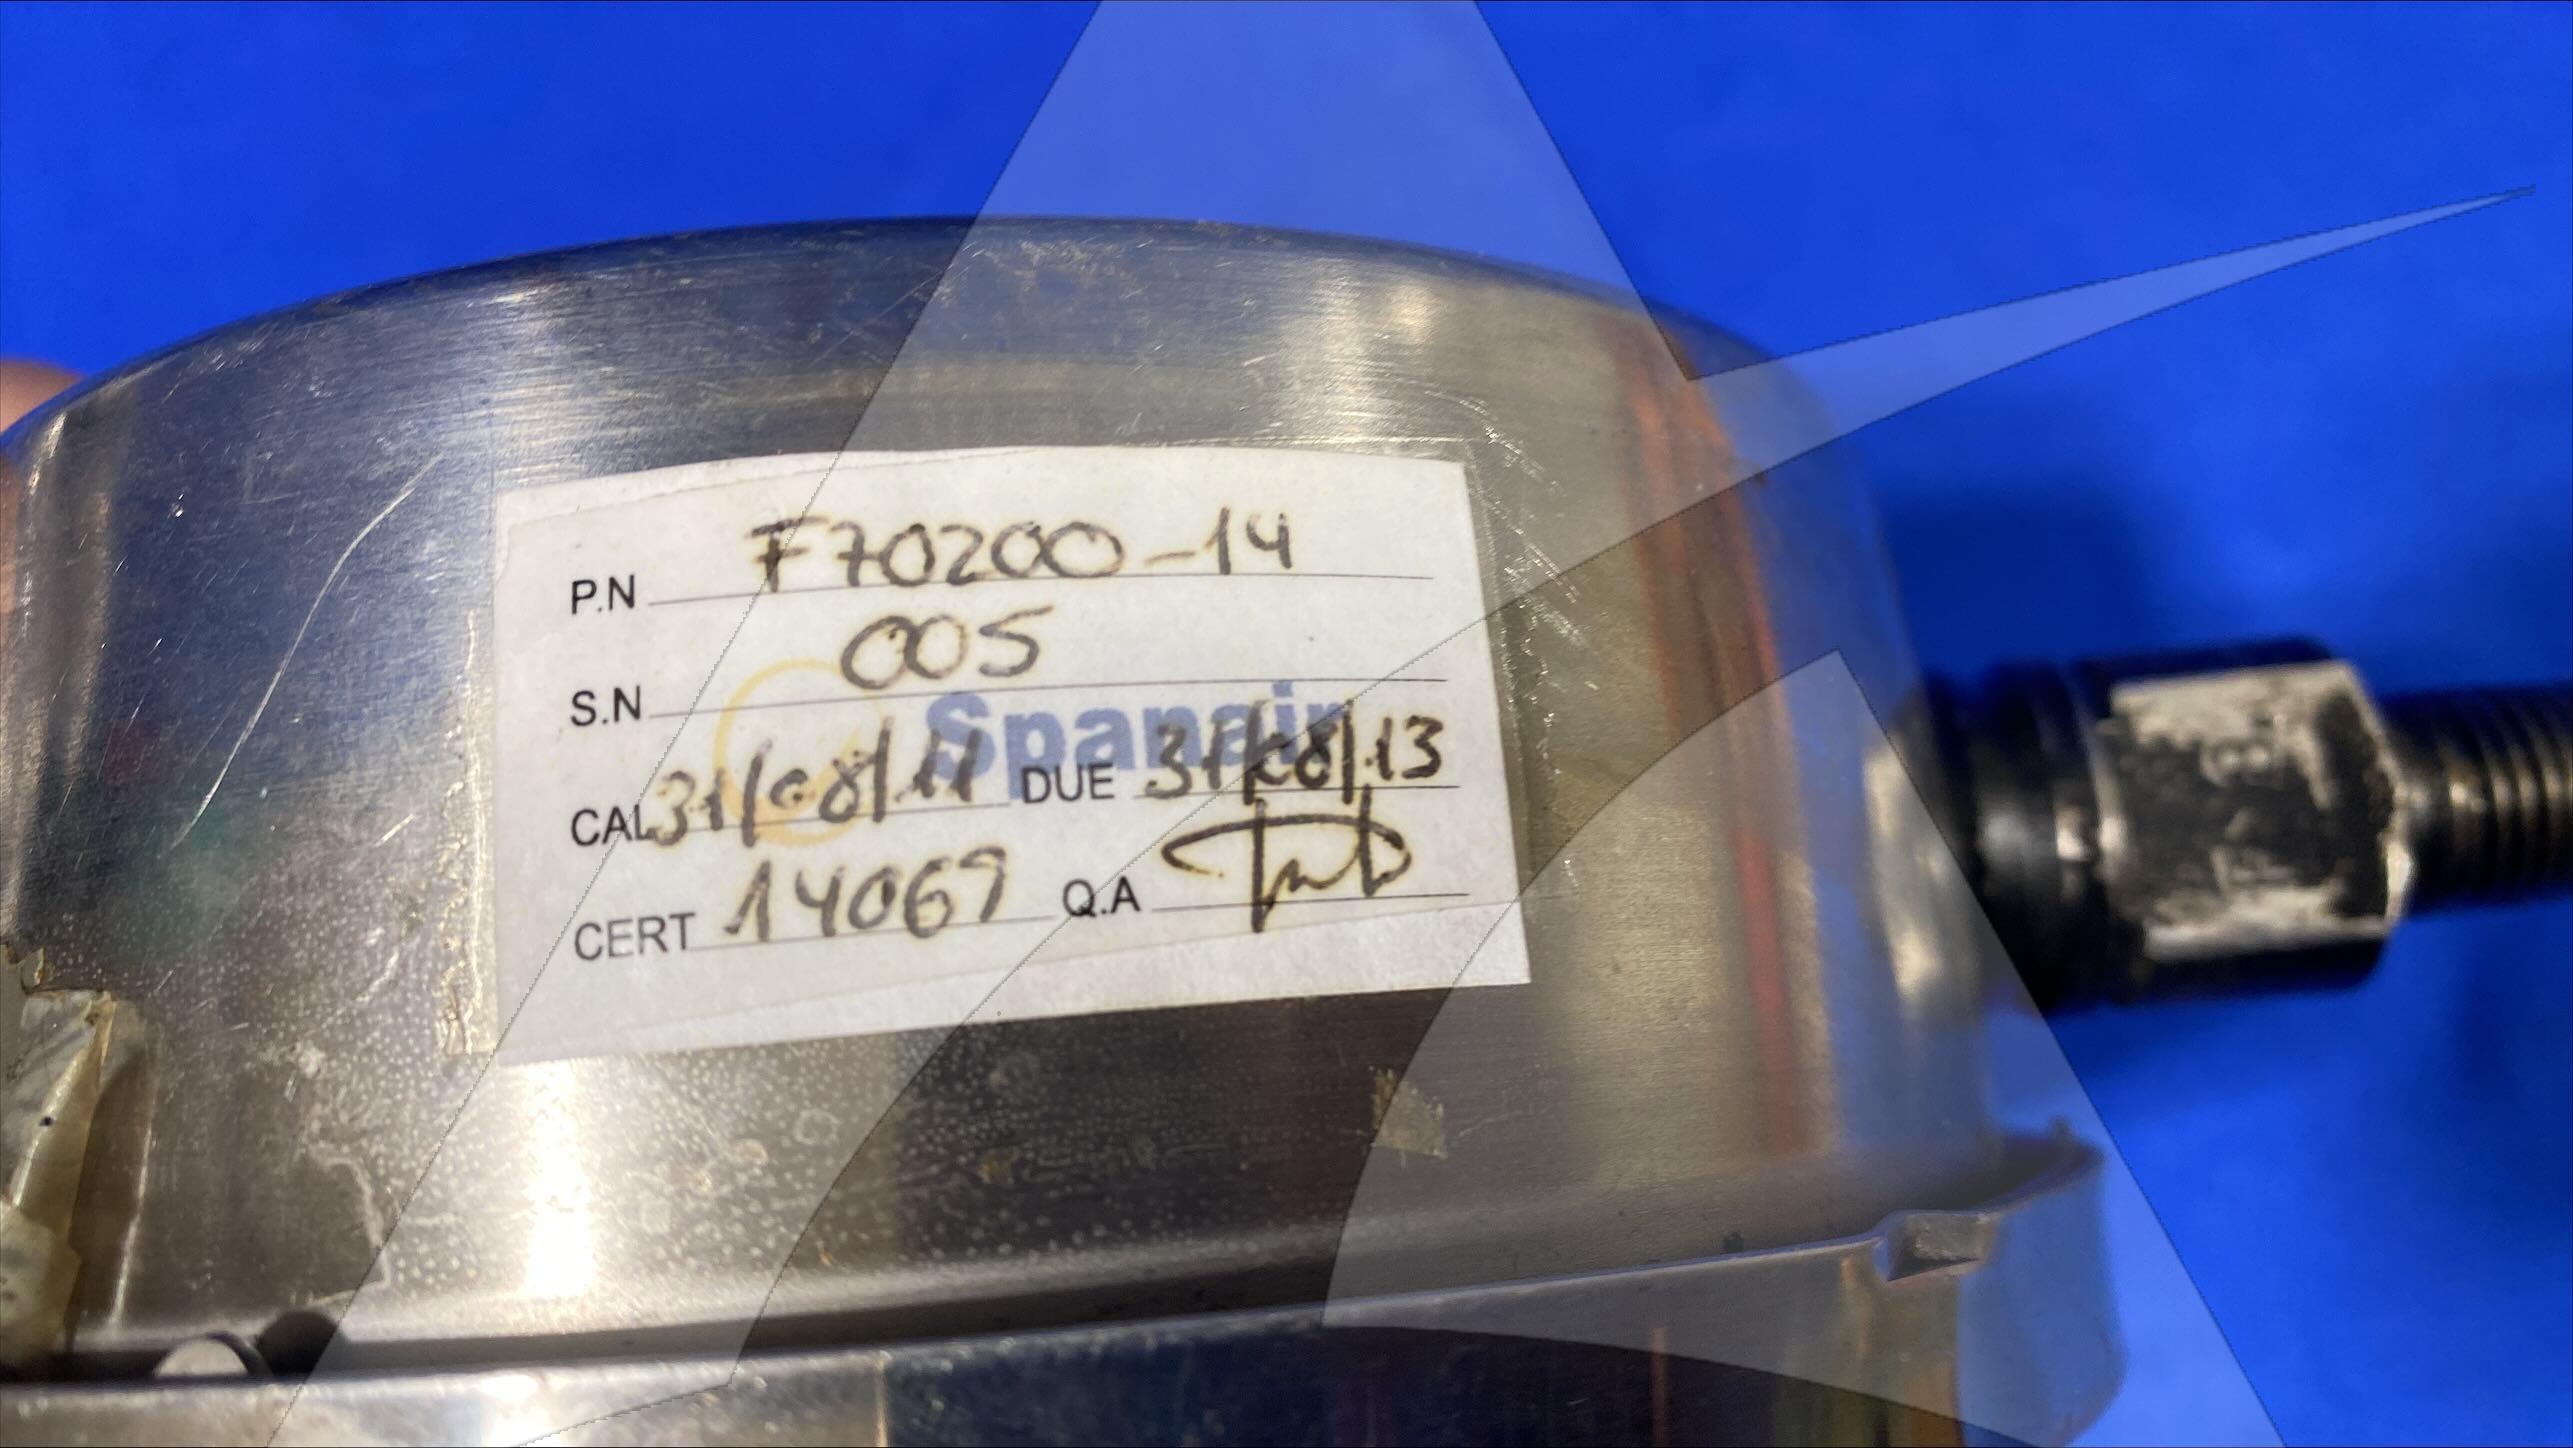 P.N F70200-14
S.N 005
Spanair
CAL 31/08/11 DUE 31/08/13
CERT 14069 Q.A